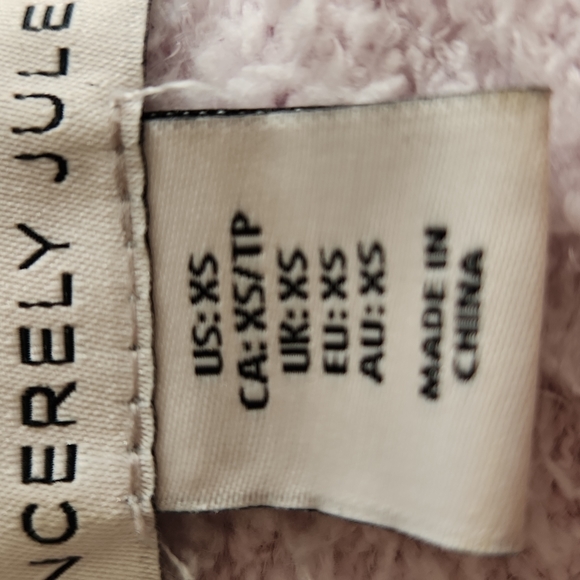 NCERELY JULE
US: XS
CA: XS/TP
UK: XS
EU: XS
AU: XS
MADE IN
CHINA